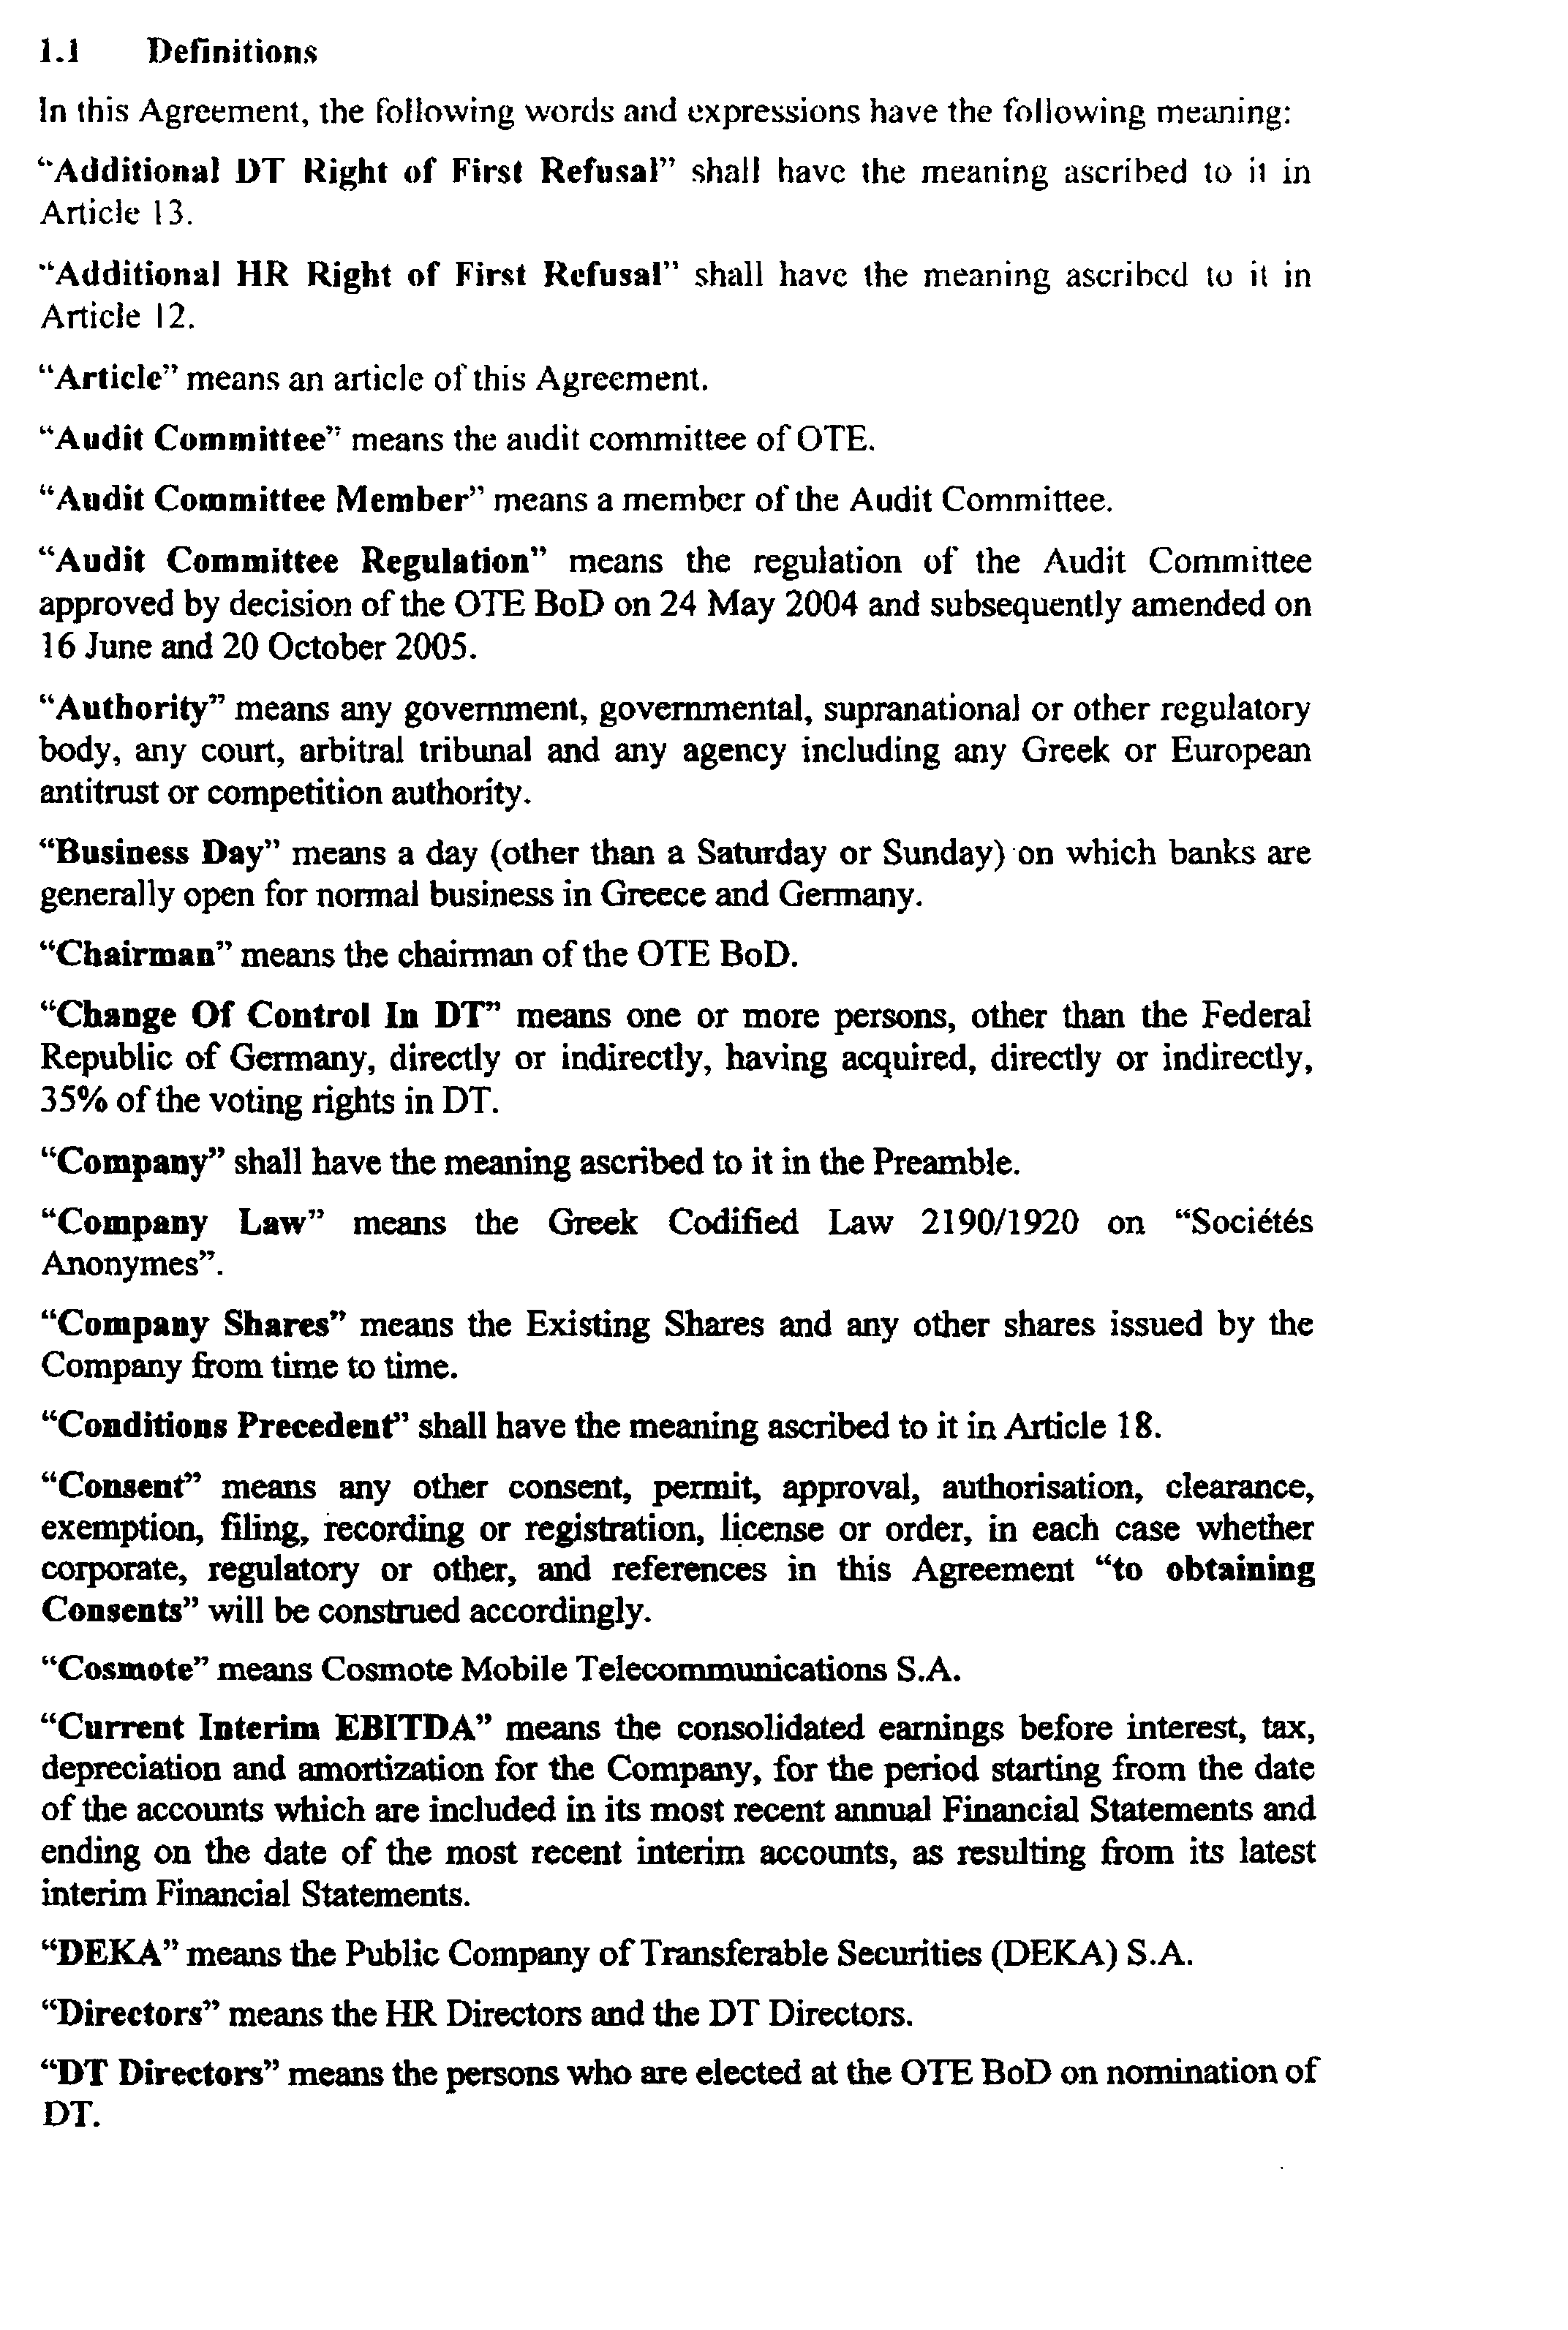 1.1 Definitions
In this Agreement, the following words and expressions have the following meaning:
“Additional DT Right of First Refusal” shall have the meaning ascribed to it in
Article 13.
“Additional HR Right of First Refusal” shall have the meaning ascribed to it in
Article 12.
“Article” means an article of this Agreement.
“Audit Committee” means the audit committee of OTE.
“Audit Committee Member” means a member of the Audit Committee.
“Audit Committee Regulation” means the regulation of the Audit Committee
approved by decision of the OTE BoD on 24 May 2004 and subsequently amended on
16 June and 20 October 2005.
“Authority” means any government, governmental, supranational or other regulatory
body, any court, arbitral tribunal and any agency including any Greek or European
antitrust or competition authority.
“Business Day” means a day (other than a Saturday or Sunday) on which banks are
generally open for normal business in Greece and Germany.
“Chairman” means the chairman of the OTE BoD.
“Change Of Control In DT” means one or more persons, other than the Federal
Republic of Germany, directly or indirectly, having acquired, directly or indirectly,
35% of the voting rights in DT.
“Company” shall have the meaning ascribed to it in the Preamble.
“Company Law” means the Greek Codified Law 2190/1920 on “Sociétés
Anonymes”.
“Company Shares” means the Existing Shares and any other shares issued by the
Company from time to time.
“Conditions Precedent” shall have the meaning ascribed to it in Article 18.
“Consent” means any other consent, permit, approval, authorisation, clearance,
exemption, filing, recording or registration, license or order, in each case whether
corporate, regulatory or other, and references in this Agreement “to obtaining
Consents” will be construed accordingly.
“Cosmote” means Cosmote Mobile Telecommunications S.A.
“Current Interim EBITDA” means the consolidated earnings before interest, tax,
depreciation and amortization for the Company, for the period starting from the date
of the accounts which are included in its most recent annual Financial Statements and
ending on the date of the most recent interim accounts, as resulting from its latest
interim Financial Statements.
“DEKA” means the Public Company of Transferable Securities (DEKA) S.A.
“Directors” means the HR Directors and the DT Directors.
“DT Directors” means the persons who are elected at the OTE BoD on nomination of
DT.